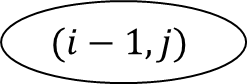 (i − 1, j)